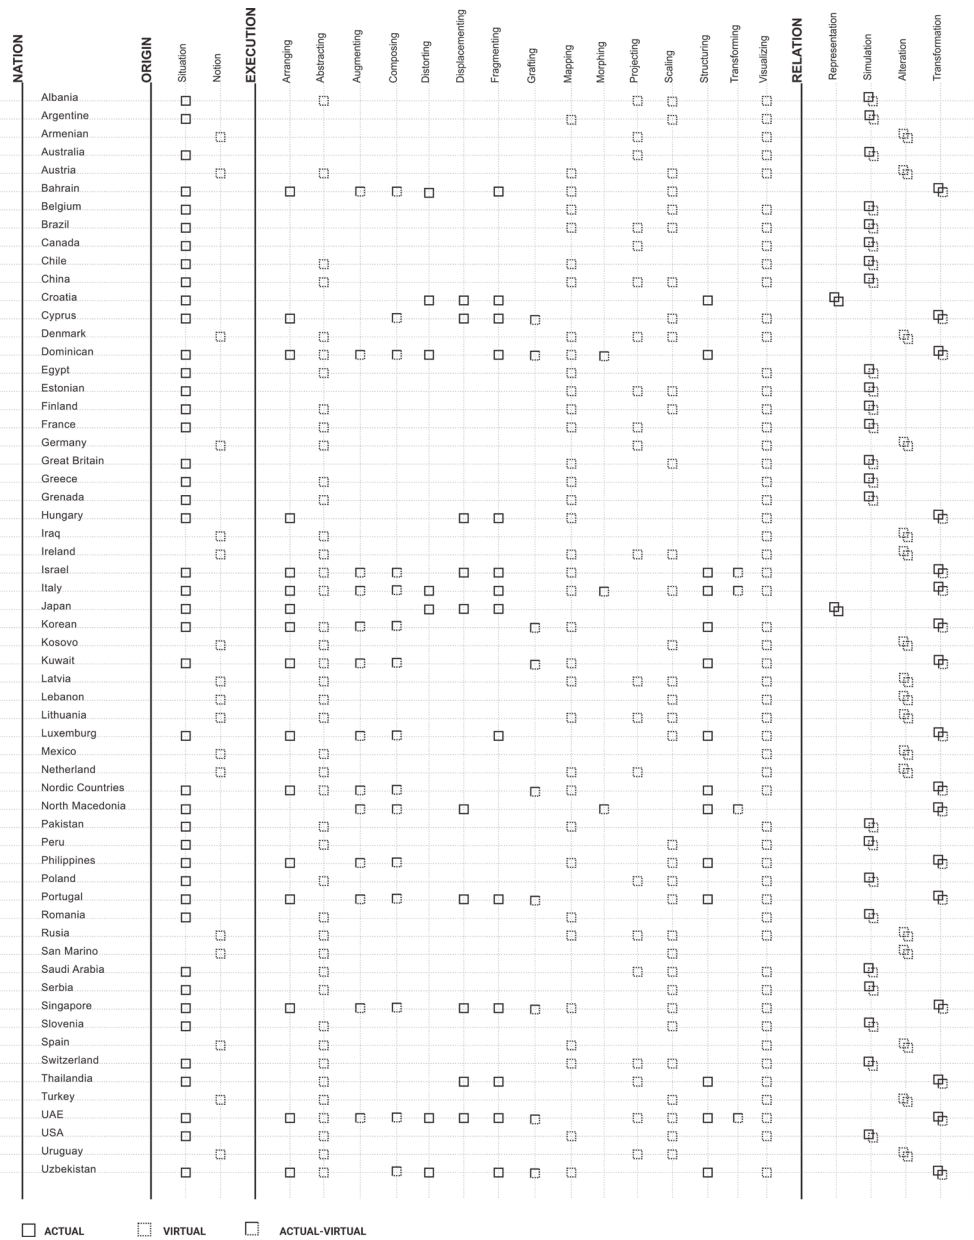 NATION
ORIGIN
Situation
Notion
EXECUTION
Arranging
Abstracting
Augmenting
Composing
Distorting
Displacementing
Fragmenting
Grafting
Mapping
Morphing
Projecting
Scaling
Structuring
Transforming
Visualizing
RELATION
Representation
Simulation
Alteration
Transformation
Albania
Argentine
Armenian
Australia
Austria
Bahrain
Belgium
Brazil
Canada
Chile
China
Croatia
Cyprus
Denmark
Dominican
Egypt
Estonian
Finland
France
Germany
Great Britain
Greece
Grenada
Hungary
Iraq
Ireland
Israel
Italy
Japan
Korean
Kosovo
Kuwait
Latvia
Lebanon
Lithuania
Luxemburg
Mexico
Netherland
Nordic Countries
North Macedonia
Pakistan
Peru
Philippines
Poland
Portugal
Romania
Rusia
San Marino
Saudi Arabia
Serbia
Singapore
Slovenia
Spain
Switzerland
Thailandia
Turkey
UAE
USA
Uruguay
Uzbekistan
ACTUAL
VIRTUAL
ACTUAL-VIRTUAL